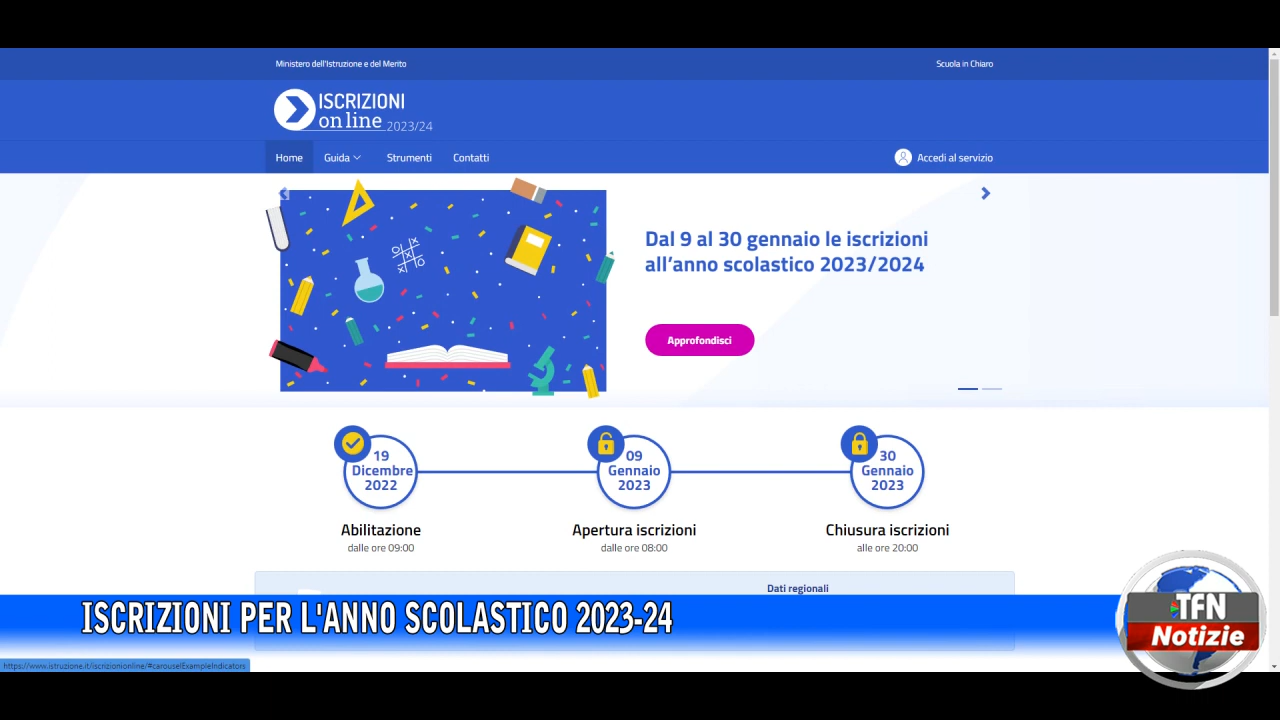 Ministero dell'Istruzione e del Merito
Scuola in Chiaro
ISCRIZIONI
on line 2023/24
Home
Guida
Strumenti
Contatti
Accedi al servizio
Dal 9 al 30 gennaio le iscrizioni
all'anno scolastico 2023/2024
Approfondisci
19
Dicembre
2022
09
Gennaio
2023
30
Gennaio
2023
Abilitazione
dalle ore 09:00
Apertura iscrizioni
dalle ore 08:00
Chiusura iscrizioni
alle ore 20:00
Dati regionali
ISCRIZIONI PER L'ANNO SCOLASTICO 2023-24
TFN
Notizie
https://www.istruzione.it/iscrizionionline/#carouselExampleIndicators